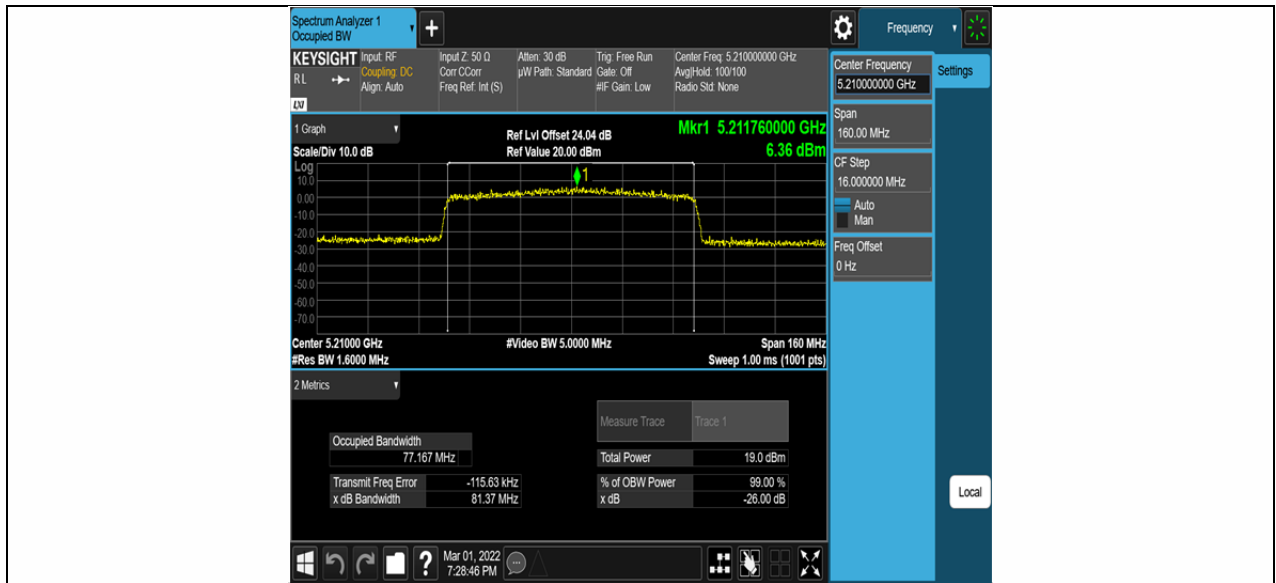 Spectrum Analyzer 1
Occupied BW
+
Frequency
KEYSIGHT
RL
LXI
Input: RF
Coupling: DC
Align: Auto
Input Z: 50 Ω
Corr CCorr
Freq Ref: Int (S)
Atten: 30 dB
µW Path: Standard
Trig: Free Run
Gate: Off
#IF Gain: Low
Center Freq: 5.210000000 GHz
Avg|Hold: 100/100
Radio Std: None
Center Frequency
5.210000000 GHz
Settings
Span
160.00 MHz
CF Step
16.000000 MHz
Auto
Man
Freq Offset
0 Hz
1 Graph
Scale/Div 10.0 dB
Ref Lvl Offset 24.04 dB
Ref Value 20.00 dBm
Mkr1 5.211760000 GHz
6.36 dBm
Log
1
10.0
0.00
-10.0
-20.0
-30.0
-40.0
-50.0
-60.0
-70.0
Center 5.21000 GHz
#Video BW 5.0000 MHz
Span 160 MHz
#Res BW 1.6000 MHz
Sweep 1.00 ms (1001 pts)
2 Metrics
Measure Trace
Trace 1
Occupied Bandwidth
77.167 MHz
Total Power
19.0 dBm
Transmit Freq Error
-115.63 kHz
% of OBW Power
99.00 %
x dB Bandwidth
81.37 MHz
x dB
-26.00 dB
Local
?
Mar 01, 2022
7:28:46 PM